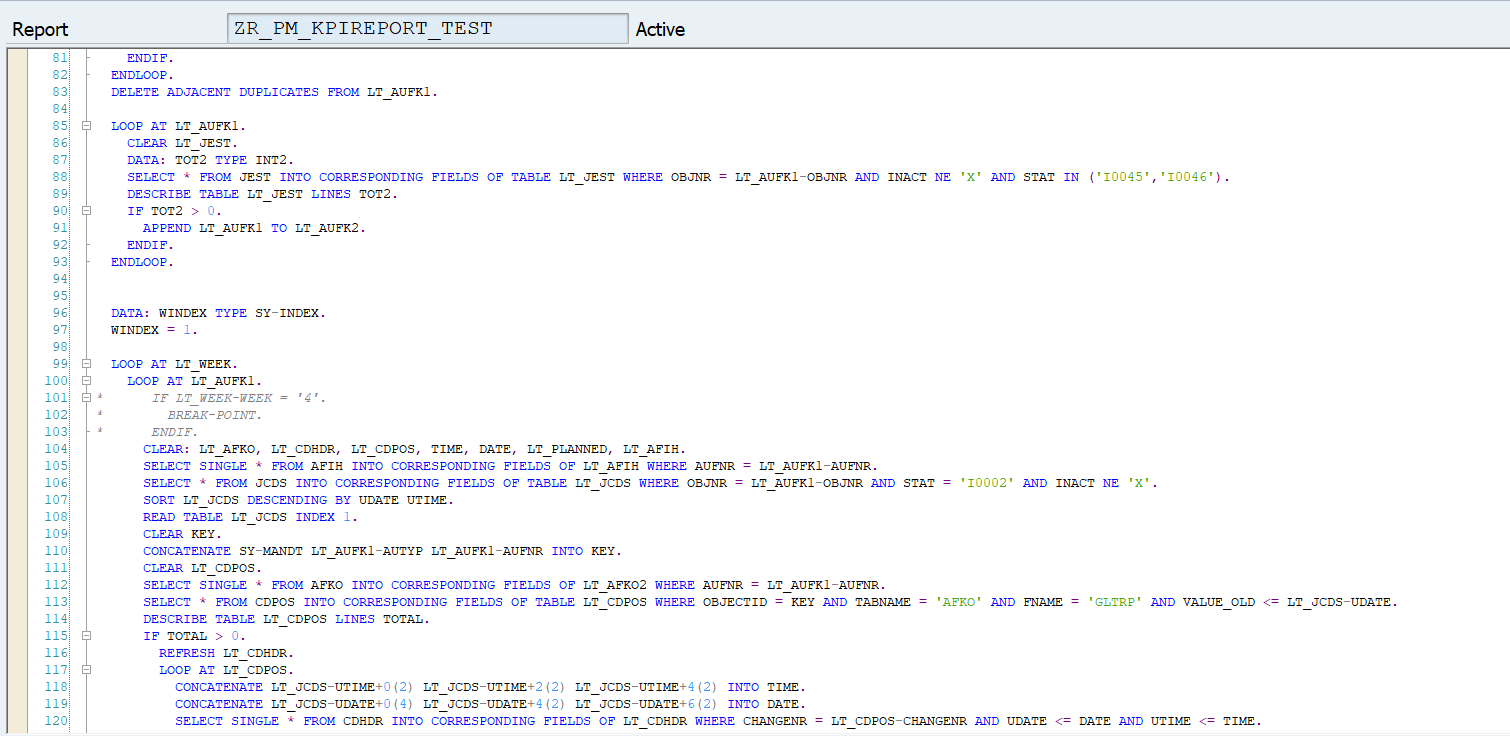 Report ZR_PM_KPIREPORT_TEST Active
81 ENDIF.
82 ENDLOOP.
83 DELETE ADJACENT DUPLICATES FROM LT_AUFK1.
84
85 LOOP AT LT_AUFK1.
86 CLEAR LT_JEST.
87 DATA: TOT2 TYPE INT2.
88 SELECT * FROM JEST INTO CORRESPONDING FIELDS OF TABLE LT_JEST WHERE OBJNR = LT_AUFK1-OBJNR AND INACT NE 'X' AND STAT IN ('I0045','I0046').
89 DESCRIBE TABLE LT_JEST LINES TOT2.
90 IF TOT2 > 0.
91 APPEND LT_AUFK1 TO LT_AUFK2.
92 ENDIF.
93 ENDLOOP.
94
95
96 DATA: WINDEX TYPE SY-INDEX.
97 WINDEX = 1.
98
99 LOOP AT LT_WEEK.
100 LOOP AT LT_AUFK1.
101 * IF LT_WEEK-WEEK = '4'.
102 * BREAK-POINT.
103 * ENDIF.
104 CLEAR: LT_AFKO, LT_CDHDR, LT_CDPOS, TIME, DATE, LT_PLANNED, LT_AFIH.
105 SELECT SINGLE * FROM AFIH INTO CORRESPONDING FIELDS OF LT_AFIH WHERE AUFNR = LT_AUFK1-AUFNR.
106 SELECT * FROM JCDS INTO CORRESPONDING FIELDS OF TABLE LT_JCDS WHERE OBJNR = LT_AUFK1-OBJNR AND STAT = 'I0002' AND INACT NE 'X'.
107 SORT LT_JCDS DESCENDING BY UDATE UTIME.
108 READ TABLE LT_JCDS INDEX 1.
109 CLEAR KEY.
110 CONCATENATE SY-MANDT LT_AUFK1-AUTYP LT_AUFK1-AUFNR INTO KEY.
111 CLEAR LT_CDPOS.
112 SELECT SINGLE * FROM AFKO INTO CORRESPONDING FIELDS OF LT_AFKO2 WHERE AUFNR = LT_AUFK1-AUFNR.
113 SELECT * FROM CDPOS INTO CORRESPONDING FIELDS OF TABLE LT_CDPOS WHERE OBJECTID = KEY AND TABNAME = 'AFKO' AND FNAME = 'GLTRP' AND VALUE_OLD <= LT_JCDS-UDATE.
114 DESCRIBE TABLE LT_CDPOS LINES TOTAL.
115 IF TOTAL > 0.
116 REFRESH LT_CDHDR.
117 LOOP AT LT_CDPOS.
118 CONCATENATE LT_JCDS-UTIME+0(2) LT_JCDS-UTIME+2(2) LT_JCDS-UTIME+4(2) INTO TIME.
119 CONCATENATE LT_JCDS-UDATE+0(4) LT_JCDS-UDATE+4(2) LT_JCDS-UDATE+6(2) INTO DATE.
120 SELECT SINGLE * FROM CDHDR INTO CORRESPONDING FIELDS OF LT_CDHDR WHERE CHANGENR = LT_CDPOS-CHANGENR AND UDATE <= DATE AND UTIME <= TIME.